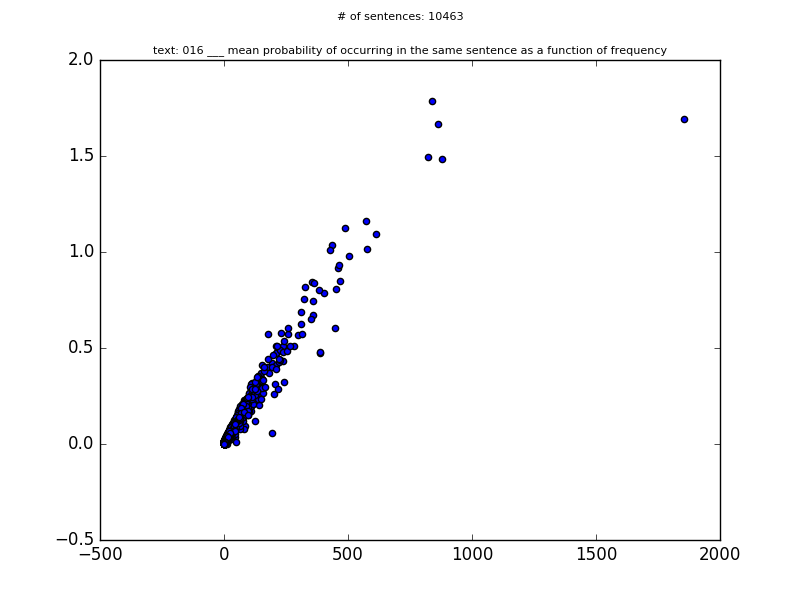 # of sentences: 10463
text: 016 ___ mean probability of occurring in the same sentence as a function of frequency
2.0
1.5
1.0
0.5
0.0
−0.5
−500 0 500 1000 1500 2000